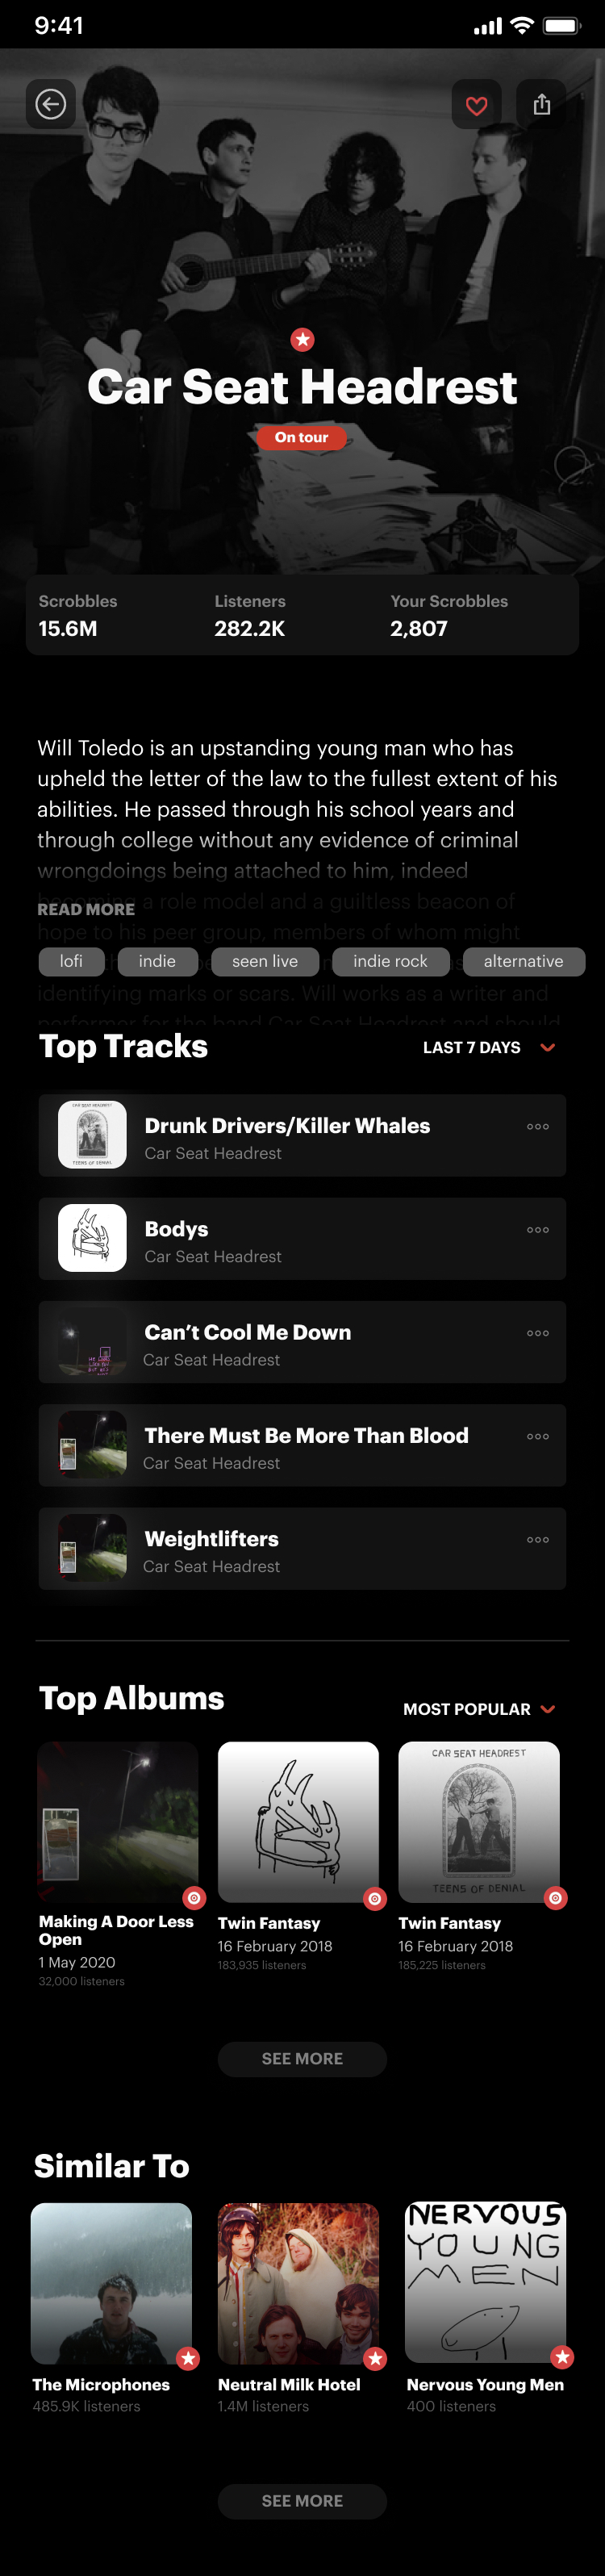 9:41
Car Seat Headrest
On tour
Scrobbles Listeners Your Scrobbles
15.6M 282.2K 2,807
Will Toledo is an upstanding young man who has
upheld the letter of the law to the fullest extent of his
abilities. He passed through his school years and
through college without any evidence of criminal
wrongdoings being attached to him, indeed
becoming a role model and a guiltless beacon of
READ MORE
hope to his peer group, members of whom might
lofi indie seen live indie rock alternative
identifying marks or scars. Will works as a writer and
performer for the band Car Seat Headrest and should
Top Tracks LAST 7 DAYS
CAR SEAT HEADREST
TEENS OF DENIAL
Drunk Drivers/Killer Whales
Car Seat Headrest
Bodys
Car Seat Headrest
Can’t Cool Me Down
Car Seat Headrest
There Must Be More Than Blood
Car Seat Headrest
Weightlifters
Car Seat Headrest
Top Albums MOST POPULAR
CAR SEAT HEADREST
TEENS OF DENIAL
Making A Door Less
Open
1 May 2020
32,000 listeners
Twin Fantasy
16 February 2018
183,935 listeners
Twin Fantasy
16 February 2018
185,225 listeners
SEE MORE
Similar To
NERVOUS
YOUNG
MEN
The Microphones
485.9K listeners
Neutral Milk Hotel
1.4M listeners
Nervous Young Men
400 listeners
SEE MORE